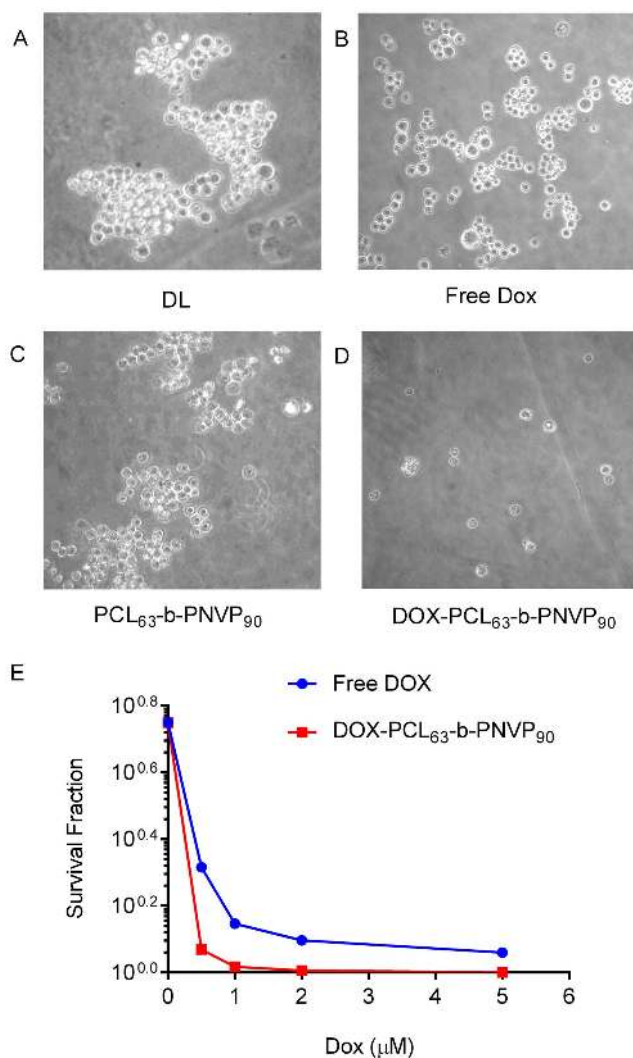 A
B
DL
Free Dox
C
D
PCL63-b-PNVP90
DOX-PCL63-b-PNVP90
E
Free DOX
DOX-PCL63-b-PNVP90
10^0.8
10^0.6
10^0.4
10^0.2
10^0.0
Survival Fraction
0 1 2 3 4 5 6
Dox (μM)